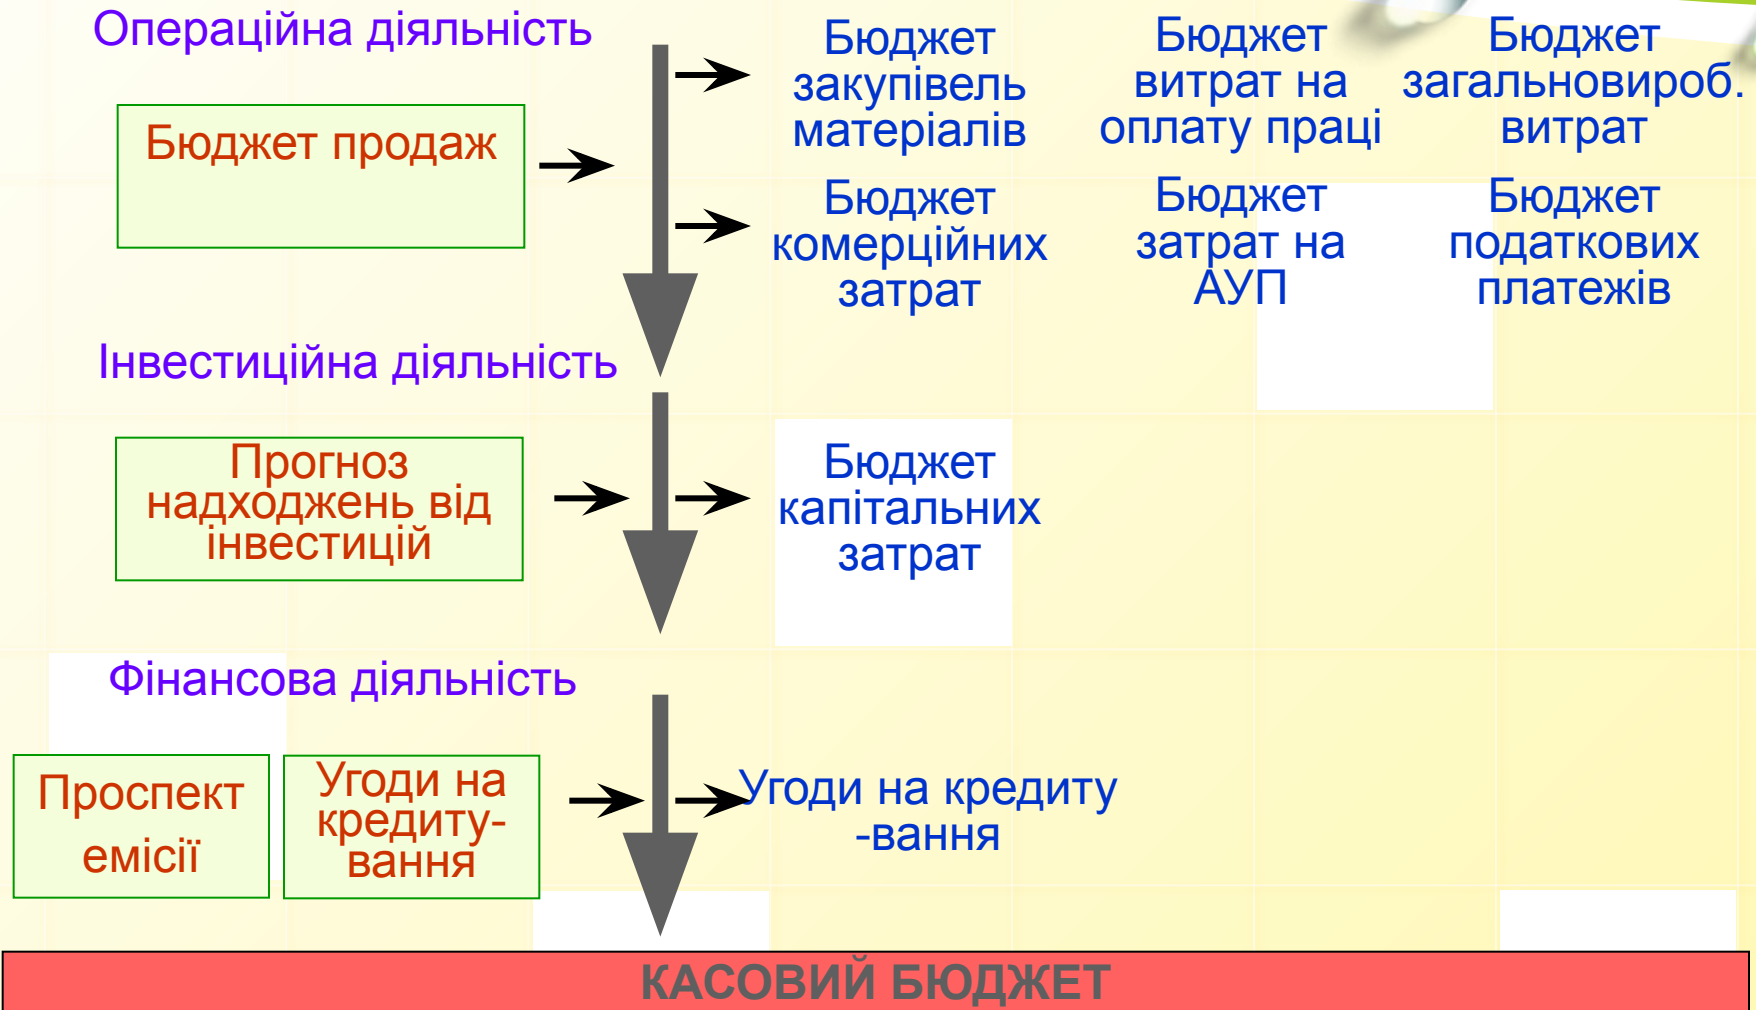 Операційна діяльність
Бюджет продаж
Бюджет
закупівель
матеріалів
Бюджет
витрат на
оплату праці
Бюджет
загальновироб.
витрат
Бюджет
комерційних
затрат
Бюджет
затрат на
АУП
Бюджет
податкових
платежів
Інвестиційна діяльність
Прогноз
надходжень від
інвестицій
Бюджет
капітальних
затрат
Фінансова діяльність
Проспект
емісії
Угоди на
кредиту-
вання
Угоди на кредиту
-вання
КАСОВИЙ БЮДЖЕТ